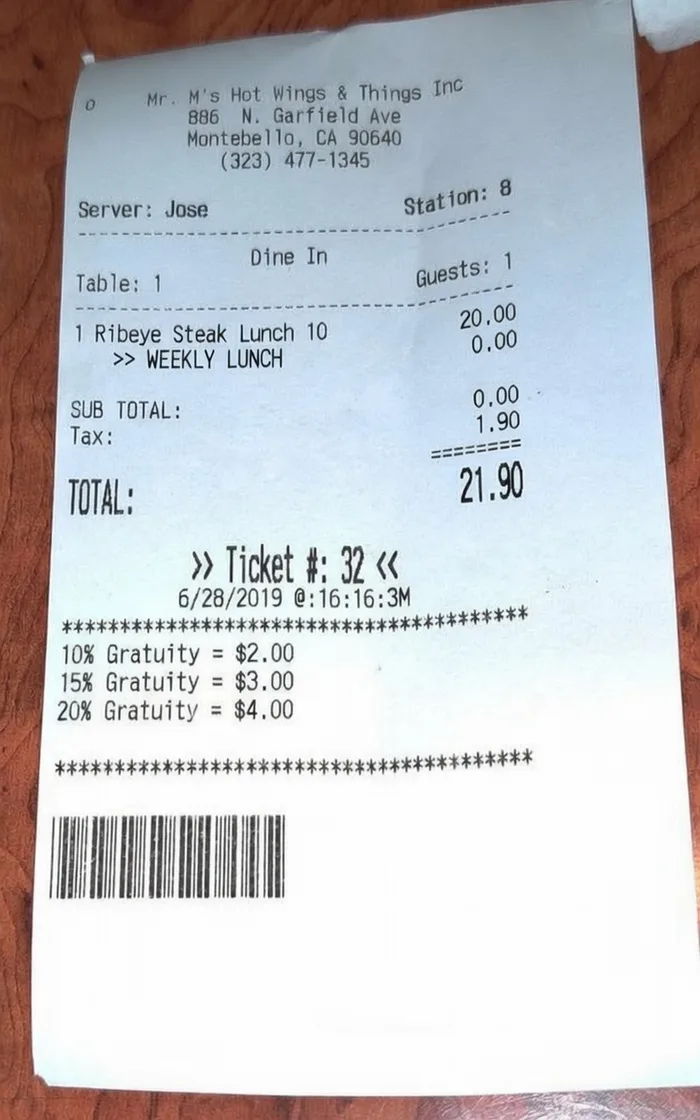 O
Mr. M's Hot Wings & Things Inc
886 N. Garfield Ave
Montebello, CA 90640
(323) 477-1345
Server: Jose Station: 8
Dine In
Table: 1 Guests: 1
1 Ribeye Steak Lunch 10 20.00
>> WEEKLY LUNCH 0.00
SUB TOTAL: 0.00
Tax: 1.90
========
TOTAL: 21.90
>> Ticket #: 32 <<
6/28/2019 @:16:16:3M
****************************************
10% Gratuity = $2.00
15% Gratuity = $3.00
20% Gratuity = $4.00
****************************************